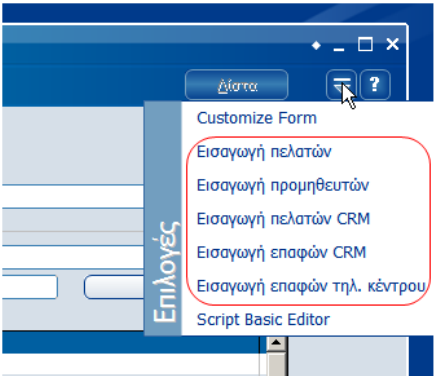 Λίστα
?
Customize Form
Εισαγωγή πελατών
Εισαγωγή προμηθευτών
Εισαγωγή πελατών CRM
Εισαγωγή επαφών CRM
Εισαγωγή επαφών τηλ. κέντρου
Script Basic Editor
Επιλογές